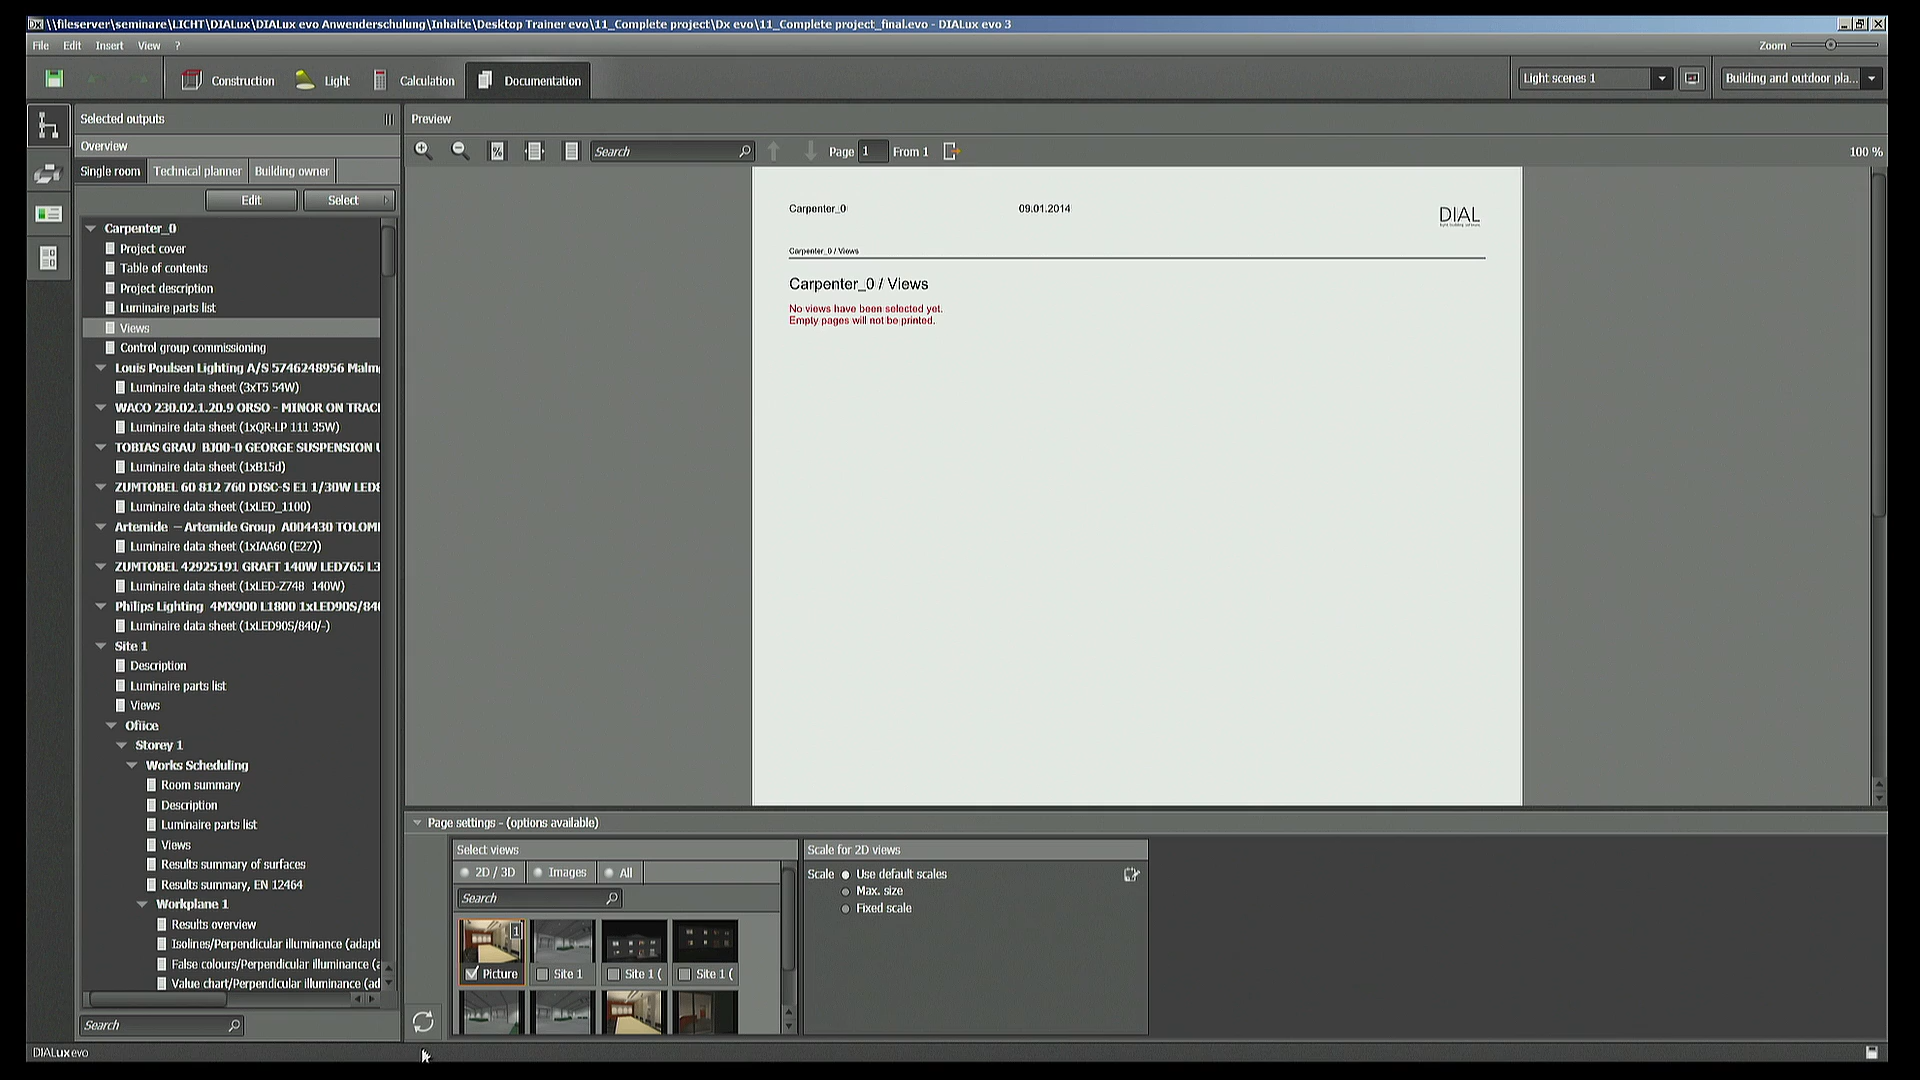 \\fileserver\seminare\LICHT\DIALux\DIALux evo Anwenderschulung\Inhalte\Desktop Trainer evo\11_Complete project\Dx evo\11_Complete project_final.evo - DIALux evo 3
File Edit Insert View ?
Zoom
Construction Light Calculation Documentation
Light scenes 1
Building and outdoor pla...
Selected outputs
Overview
Single room Technical planner Building owner
Edit Select
Carpenter_0
Project cover
Table of contents
Project description
Luminaire parts list
Views
Control group commissioning
Louis Poulsen Lighting A/S 5746248956 Malm
Luminaire data sheet (3xT5 54W)
WACO 230.02.1.20.9 ORSO - MINOR ON TRAC
Luminaire data sheet (1xQR-LP 111 35W)
TOBIAS GRAU BJ00-0 GEORGE SUSPENSION
Luminaire data sheet (1xB15d)
ZUMTOBEL 60 812 760 DISC-S E1 1/30W LED
Luminaire data sheet (1xLED_1100)
Artemide – Artemide Group A004430 TOLOM
Luminaire data sheet (1xIAA60 (E27))
ZUMTOBEL 42925191 GRAFT 140W LED765 L3
Luminaire data sheet (1xLED-Z748 140W)
Philips Lighting 4MX900 L1800 1xLED90S/840
Luminaire data sheet (1xLED90S/840/-)
Site 1
Description
Luminaire parts list
Views
Office
Storey 1
Works Scheduling
Room summary
Description
Luminaire parts list
Views
Results summary of surfaces
Results summary, EN 12464
Workplane 1
Results overview
Isolines/Perpendicular illuminance (adapti
False colours/Perpendicular illuminance (a
Value chart/Perpendicular illuminance (ad
Search
DIALux evo
Preview
Search
Page 1 From 1
100 %
Carpenter_0 09.01.2014 DIAL
Carpenter_0 / Views
Carpenter_0 / Views
No views have been selected yet.
Empty pages will not be printed.
Page settings - (options available)
Select views
2D / 3D Images All
Search
1
Picture Site 1 Site 1 ( Site 1 (
Scale for 2D views
Scale Use default scales
Max. size
Fixed scale